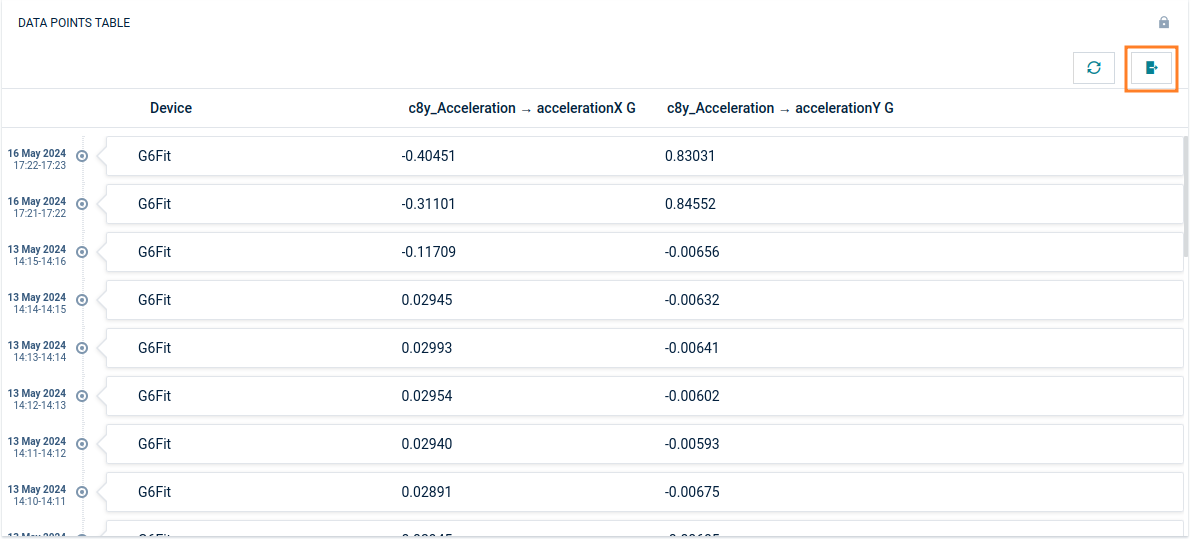 DATA POINTS TABLE
Device c8y_Acceleration → accelerationX G c8y_Acceleration → accelerationY G
16 May 2024
17:22-17:23
G6Fit -0.40451 0.83031
16 May 2024
17:21-17:22
G6Fit -0.31101 0.84552
13 May 2024
14:15-14:16
G6Fit -0.11709 -0.00656
13 May 2024
14:14-14:15
G6Fit 0.02945 -0.00632
13 May 2024
14:13-14:14
G6Fit 0.02993 -0.00641
13 May 2024
14:12-14:13
G6Fit 0.02954 -0.00602
13 May 2024
14:11-14:12
G6Fit 0.02940 -0.00593
13 May 2024
14:10-14:11
G6Fit 0.02891 -0.00675